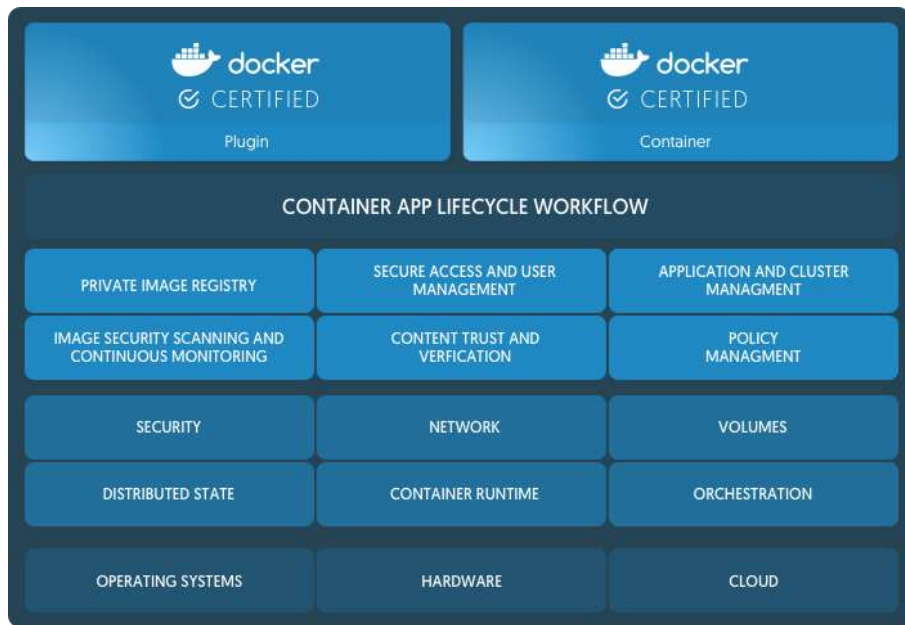 docker
CERTIFIED
Plugin
docker
CERTIFIED
Container
CONTAINER APP LIFECYCLE WORKFLOW
PRIVATE IMAGE REGISTRY
SECURE ACCESS AND USER
MANAGEMENT
APPLICATION AND CLUSTER
MANAGMENT
IMAGE SECURITY SCANNING AND
CONTINUOUS MONITORING
CONTENT TRUST AND
VERFICATION
POLICY
MANAGMENT
SECURITY
NETWORK
VOLUMES
DISTRIBUTED STATE
CONTAINER RUNTIME
ORCHESTRATION
OPERATING SYSTEMS
HARDWARE
CLOUD